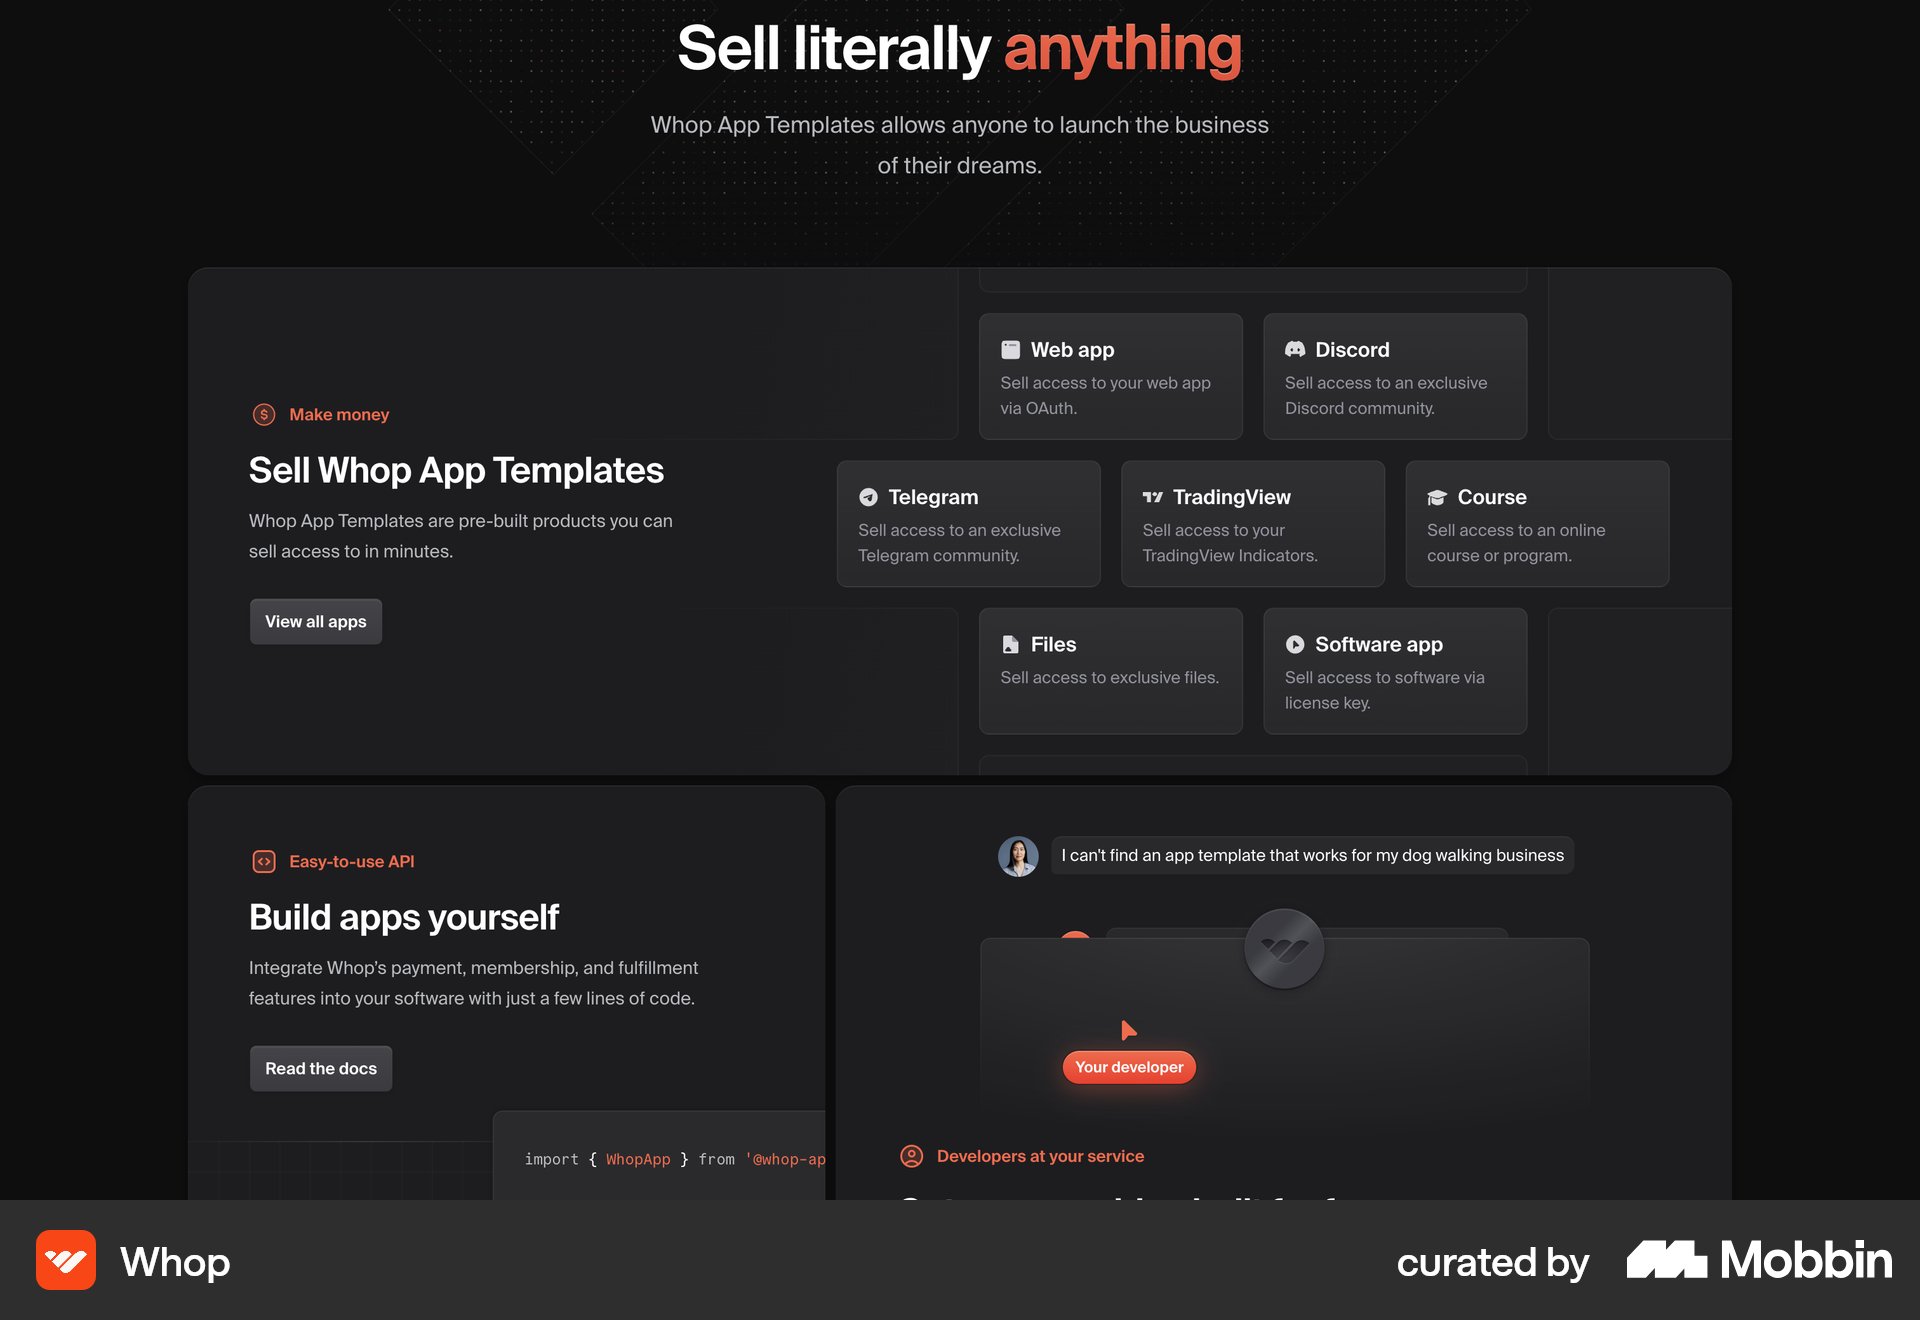 Sell literally anything
Whop App Templates allows anyone to launch the business
of their dreams.
Make money
Sell Whop App Templates
Whop App Templates are pre-built products you can
sell access to in minutes.
View all apps
Web app
Sell access to your web app
via OAuth.
Discord
Sell access to an exclusive
Discord community.
Telegram
Sell access to an exclusive
Telegram community.
TradingView
Sell access to your
TradingView Indicators.
Course
Sell access to an online
course or program.
Files
Sell access to exclusive files.
Software app
Sell access to software via
license key.
Easy-to-use API
Build apps yourself
Integrate Whop's payment, membership, and fulfillment
features into your software with just a few lines of code.
Read the docs
import { WhopApp } from '@whop-ap
I can't find an app template that works for my dog walking business
Your developer
Developers at your service
Whop
curated by Mobbin